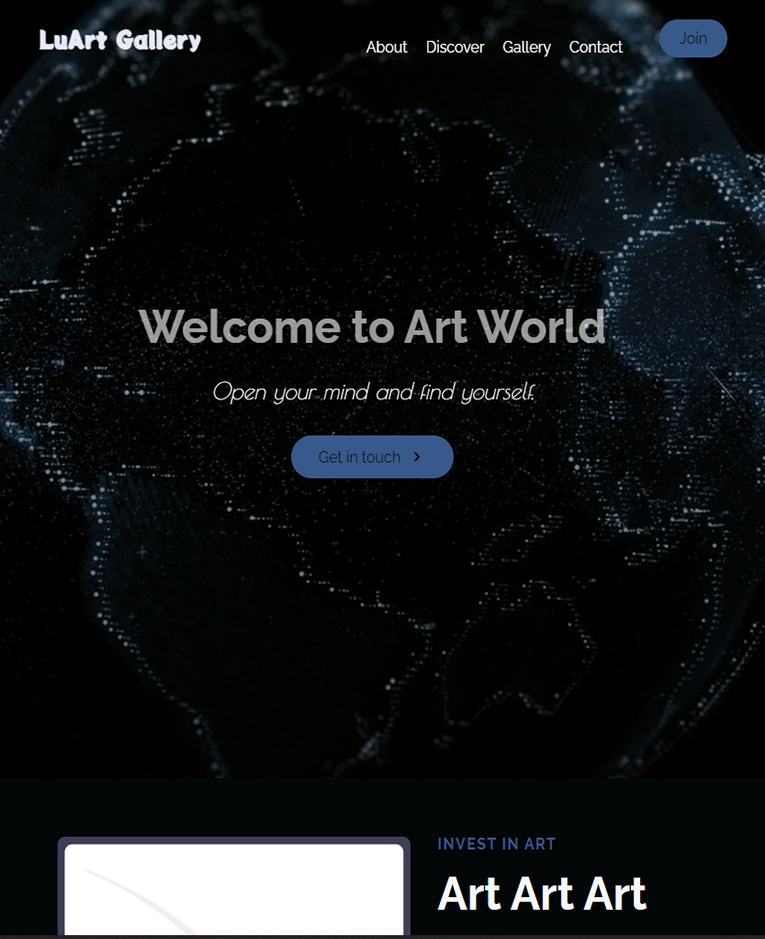 LuArt Gallery
About Discover Gallery Contact Join
Welcome to Art World
Open your mind and find yourself.
Get in touch
INVEST IN ART
Art Art Art